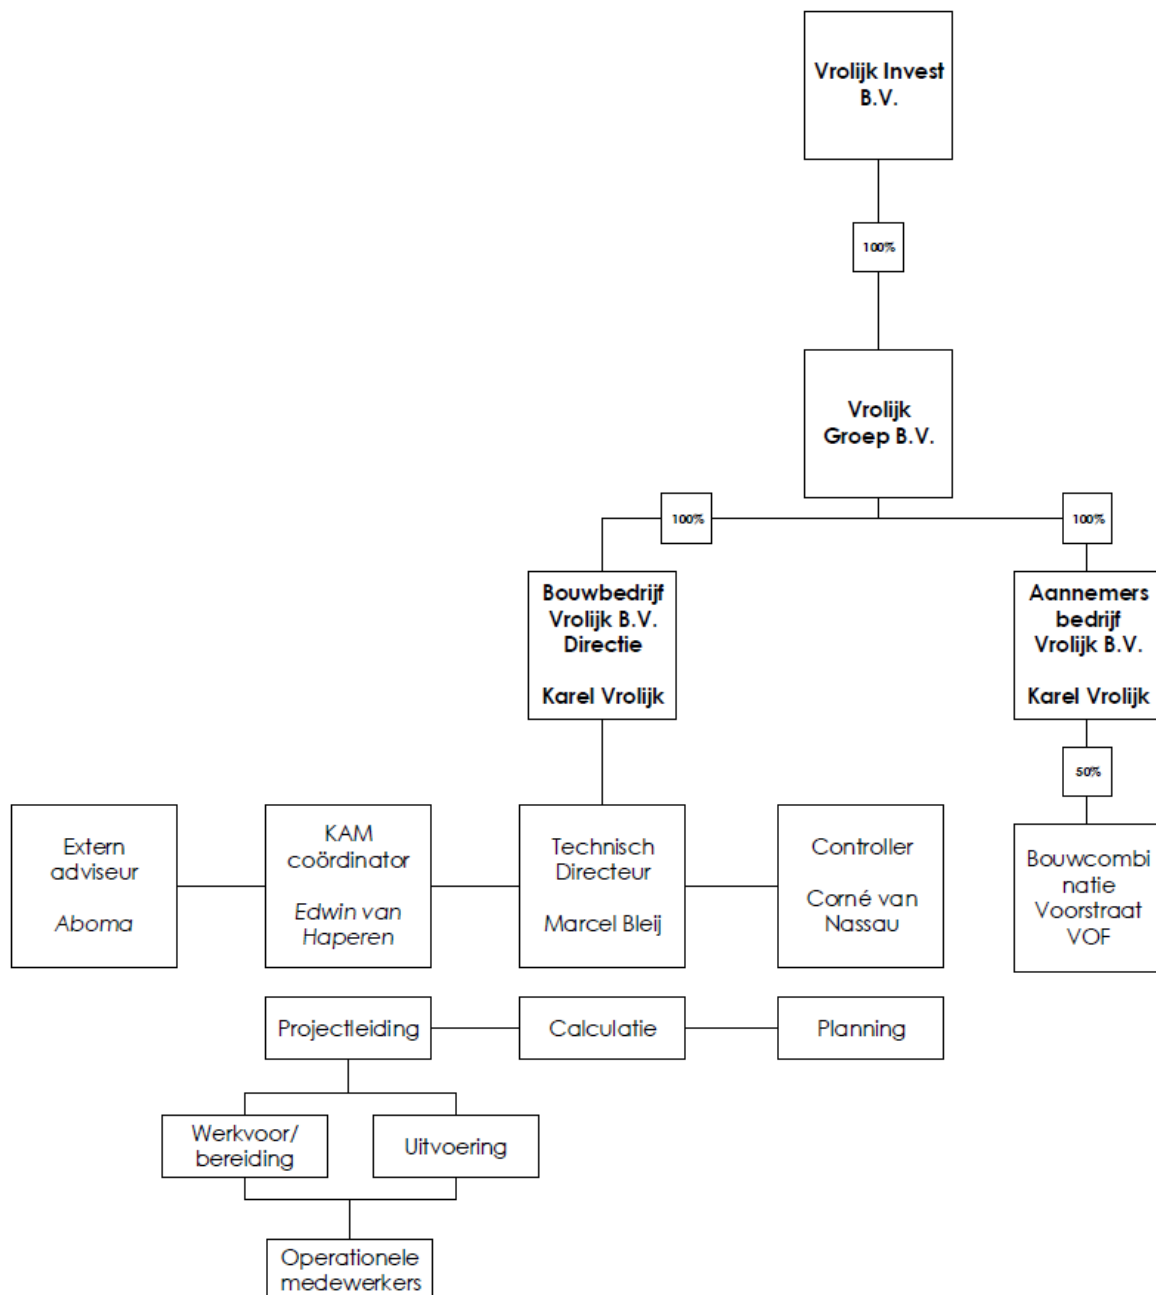 Vrolijk Invest
B.V.
100%
Vrolijk
Groep B.V.
100%
100%
Bouwbedrijf
Vrolijk B.V.
Directie
Karel Vrolijk
Aannemers
bedrijf
Vrolijk B.V.
Karel Vrolijk
50%
Extern
adviseur
Aboma
KAM
coördinator
Edwin van
Haperen
Technisch
Directeur
Marcel Bleij
Controller
Corné van
Nassau
Bouwcombi
natie
Voorstraat
VOF
Projectleiding
Calculatie
Planning
Werkvoor/
bereiding
Uitvoering
Operationele
medewerkers